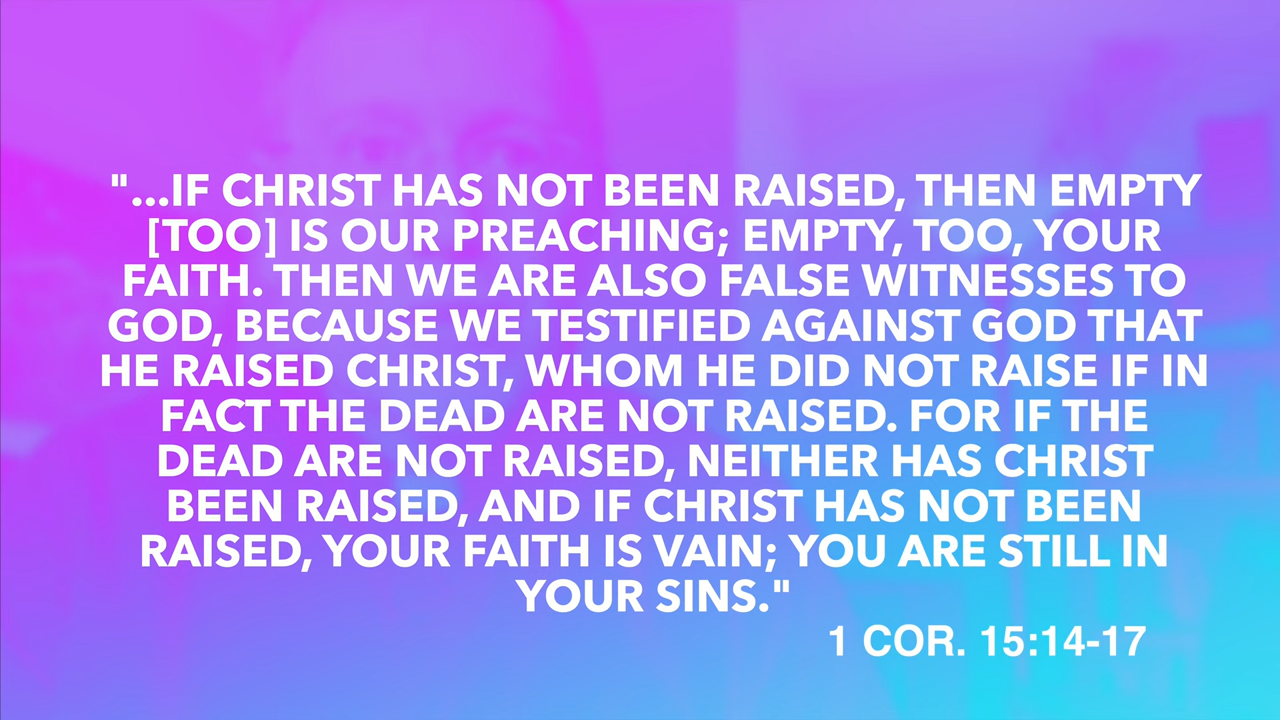 "...IF CHRIST HAS NOT BEEN RAISED, THEN EMPTY
[TOO] IS OUR PREACHING; EMPTY, TOO, YOUR
FAITH. THEN WE ARE ALSO FALSE WITNESSES TO
GOD, BECAUSE WE TESTIFIED AGAINST GOD THAT
HE RAISED CHRIST, WHOM HE DID NOT RAISE IF IN
FACT THE DEAD ARE NOT RAISED. FOR IF THE
DEAD ARE NOT RAISED, NEITHER HAS CHRIST
BEEN RAISED, AND IF CHRIST HAS NOT BEEN
RAISED, YOUR FAITH IS VAIN; YOU ARE STILL IN
YOUR SINS."
1 COR. 15:14-17